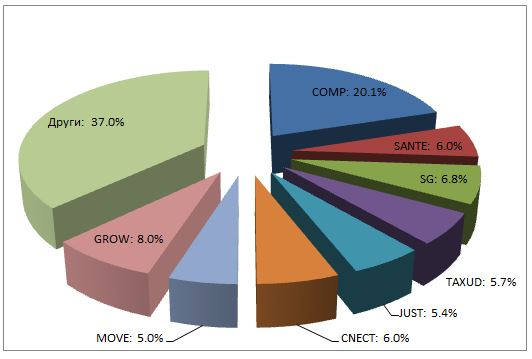 COMP: 20.1%
Други: 37.0%
SANTE: 6.0%
SG: 6.8%
GROW: 8.0%
TAXUD: 5.7%
JUST: 5.4%
MOVE: 5.0%
CNECT: 6.0%